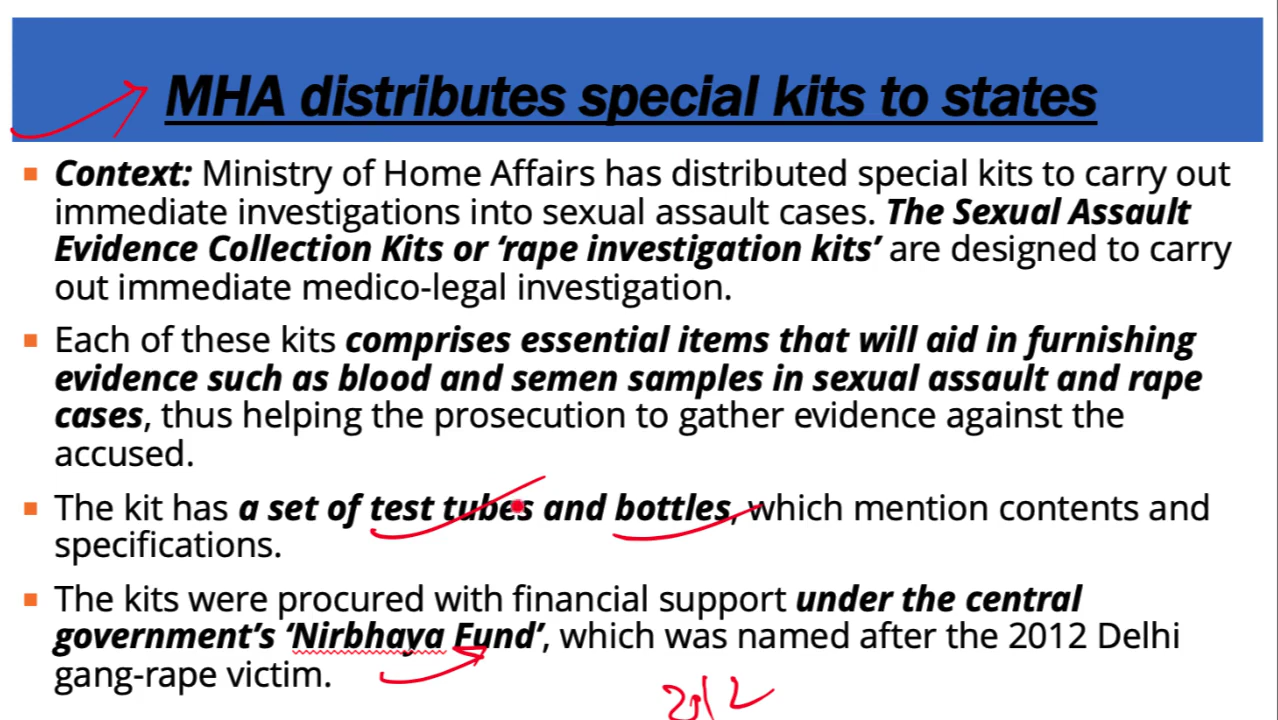 MHA distributes special kits to states
Context: Ministry of Home Affairs has distributed special kits to carry out
immediate investigations into sexual assault cases. The Sexual Assault
Evidence Collection Kits or ‘rape investigation kits’ are designed to carry
out immediate medico-legal investigation.
Each of these kits comprises essential items that will aid in furnishing
evidence such as blood and semen samples in sexual assault and rape
cases, thus helping the prosecution to gather evidence against the
accused.
The kit has a set of test tubes and bottles, which mention contents and
specifications.
The kits were procured with financial support under the central
government’s ‘Nirbhaya Fund’, which was named after the 2012 Delhi
gang-rape victim.
2012